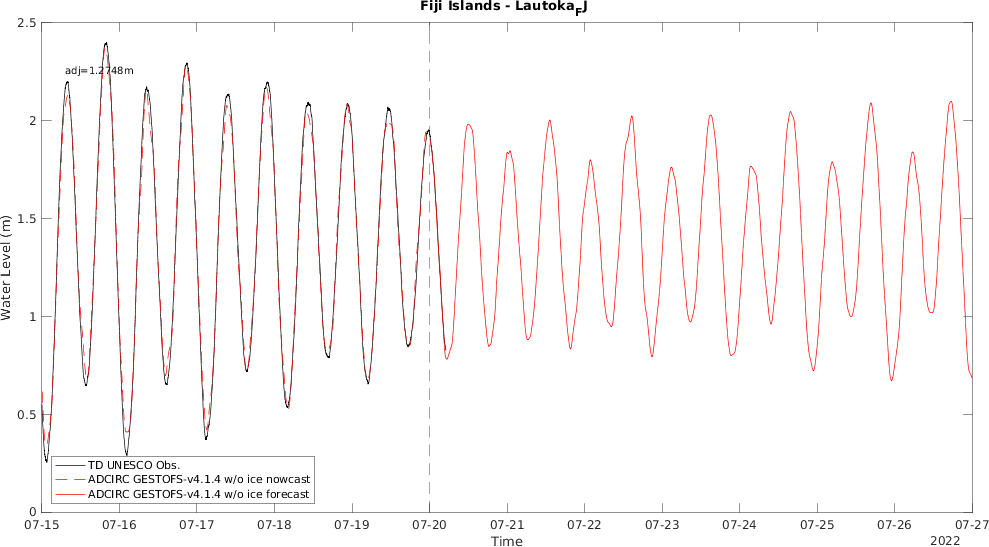 Fiji Islands - Lautoka_FJ
adj=1.2748m
2.5
2
1.5
1
0.5
0
Water Level (m)
TD UNESCO Obs.
ADCIRC GESTOFS-v4.1.4 w/o ice nowcast
ADCIRC GESTOFS-v4.1.4 w/o ice forecast
07-15 07-16 07-17 07-18 07-19 07-20 07-21 07-22 07-23 07-24 07-25 07-26 07-27
Time
2022